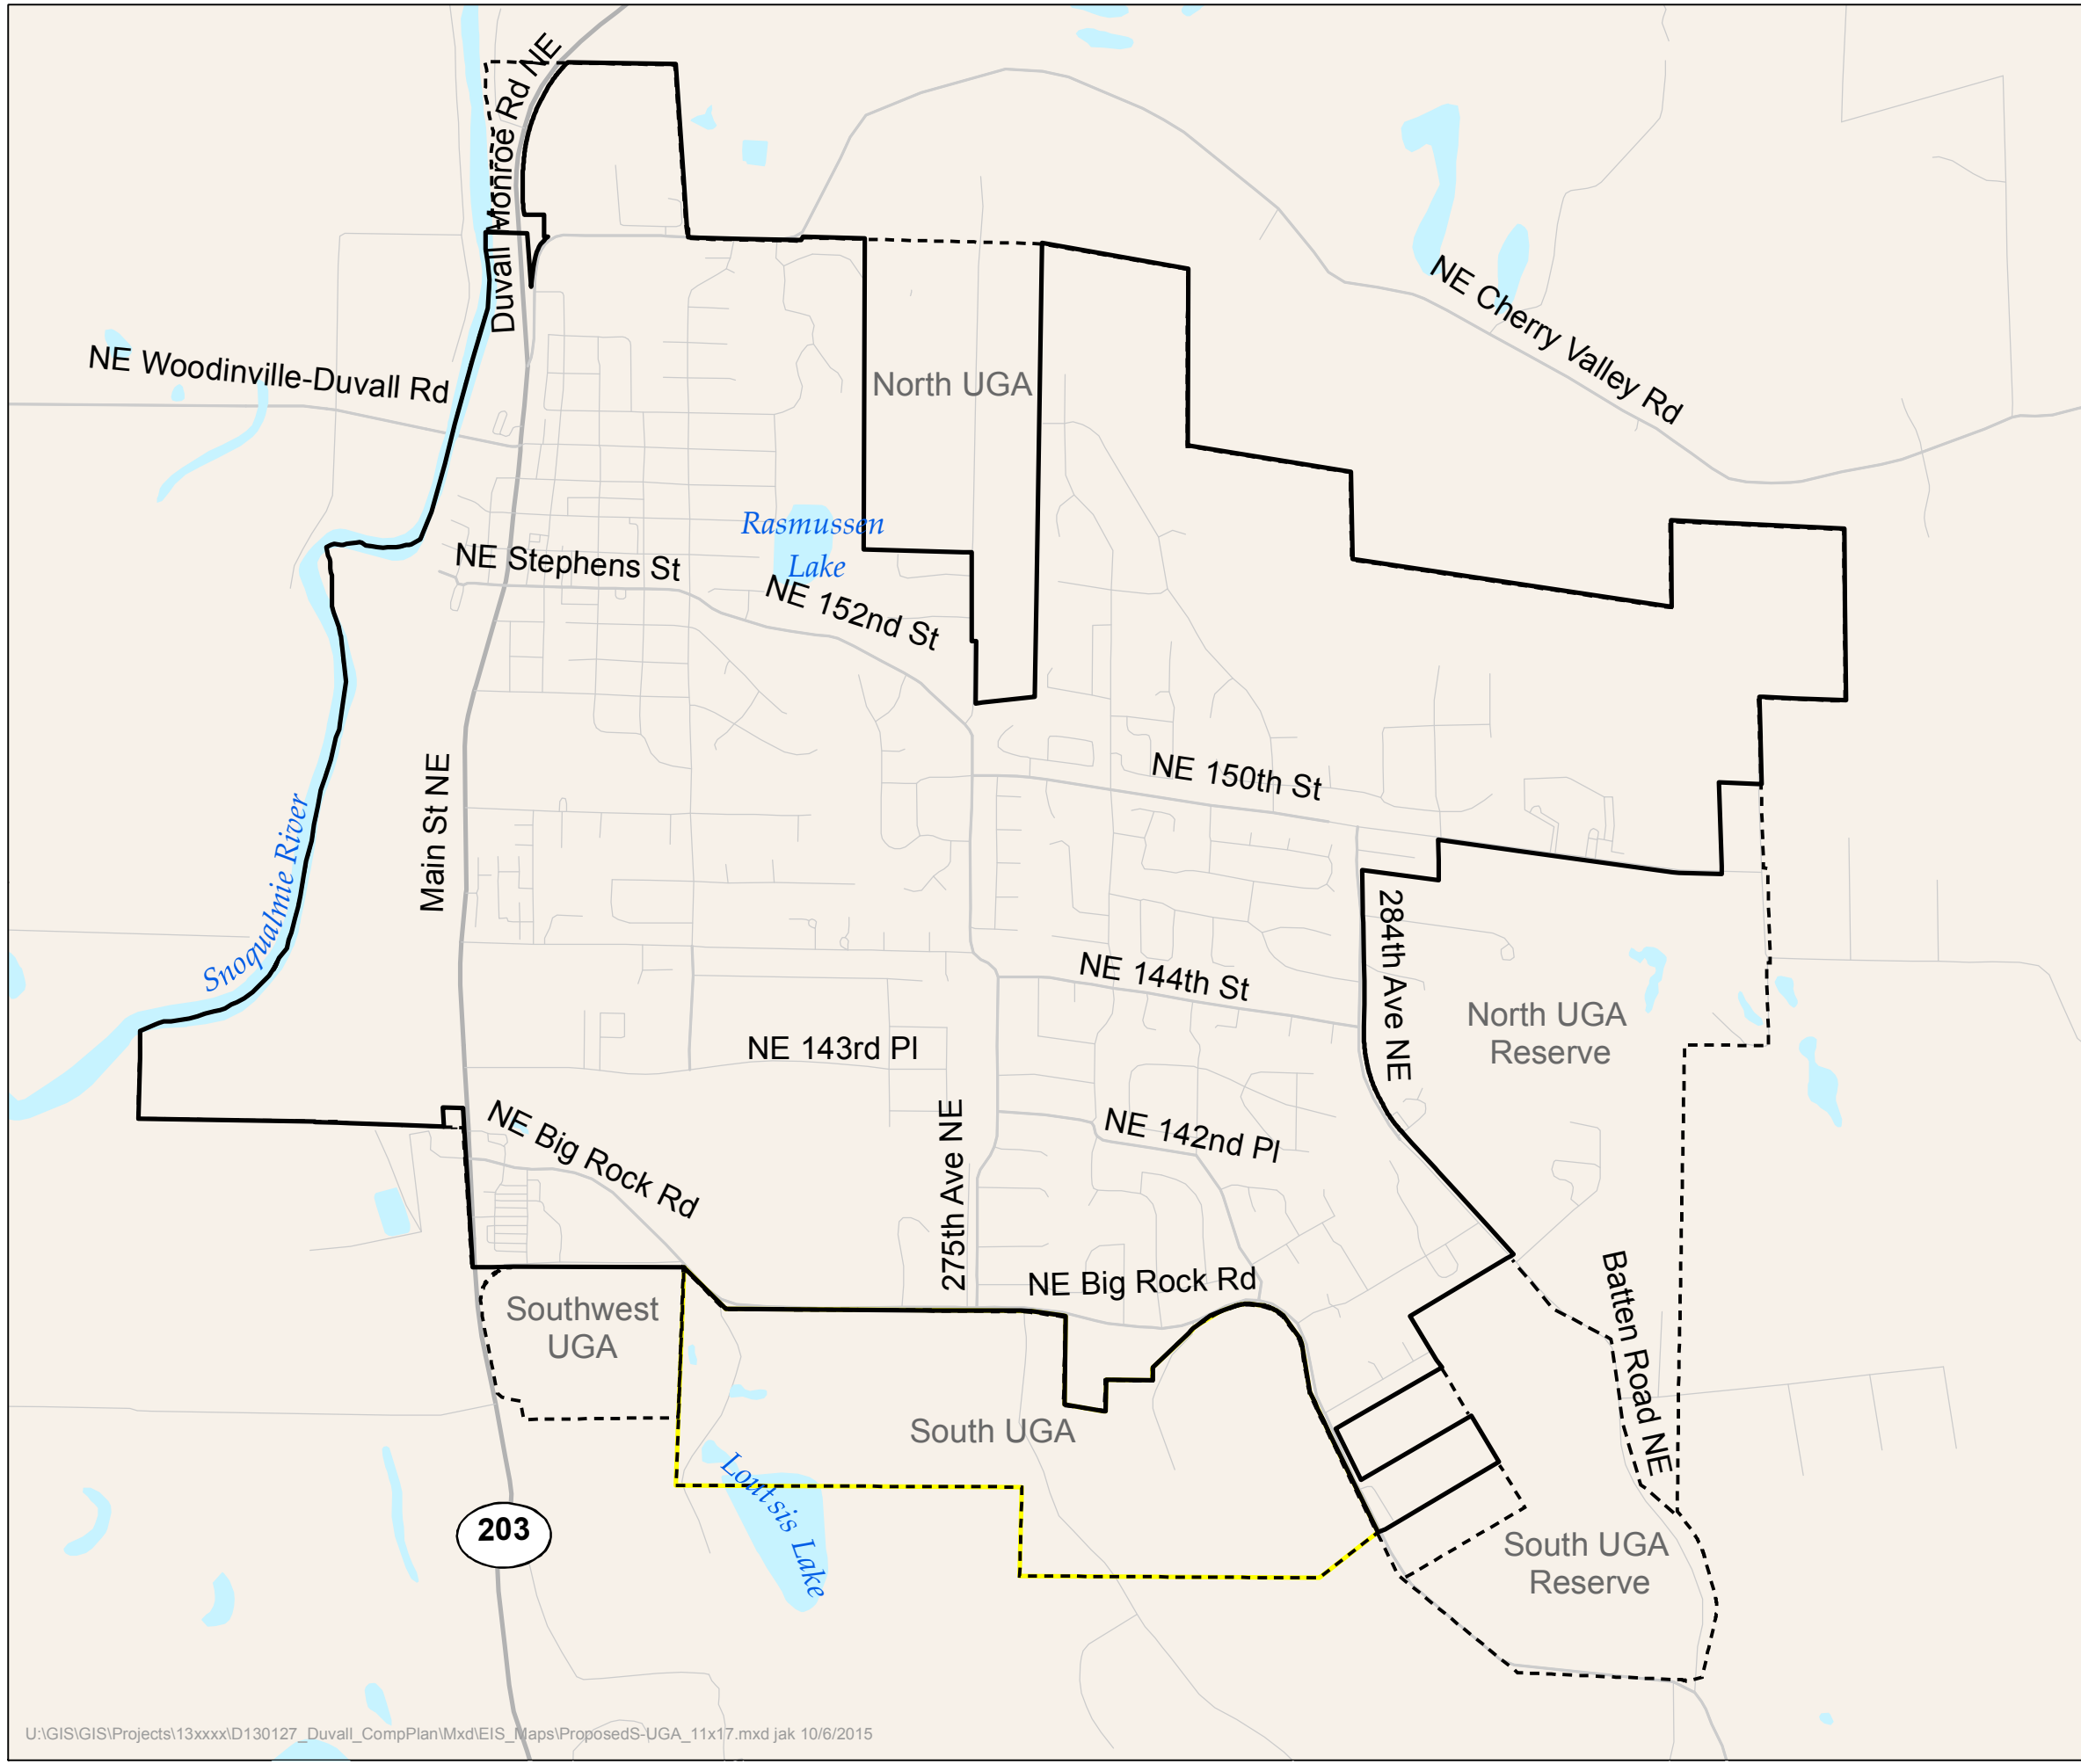 Duvall Monroe Rd NE
NE Woodinville-Duvall Rd
NE Cherry Valley Rd
North UGA
Rasmussen
Lake
NE Stephens St
NE 152nd St
NE 150th St
Main St NE
Snoqualmie River
284th Ave NE
NE 144th St
North UGA
Reserve
NE 143rd Pl
NE Big Rock Rd
275th Ave NE
NE 142nd Pl
NE Big Rock Rd
Batten Road NE
Southwest
UGA
South UGA
Loutsis Lake
203
South UGA
Reserve
U:\GIS\GIS\Projects\13xxxx\D130127_Duvall_CompPlan\Mxd\EIS_Maps\ProposedS-UGA_11x17.mxd jak 10/6/2015